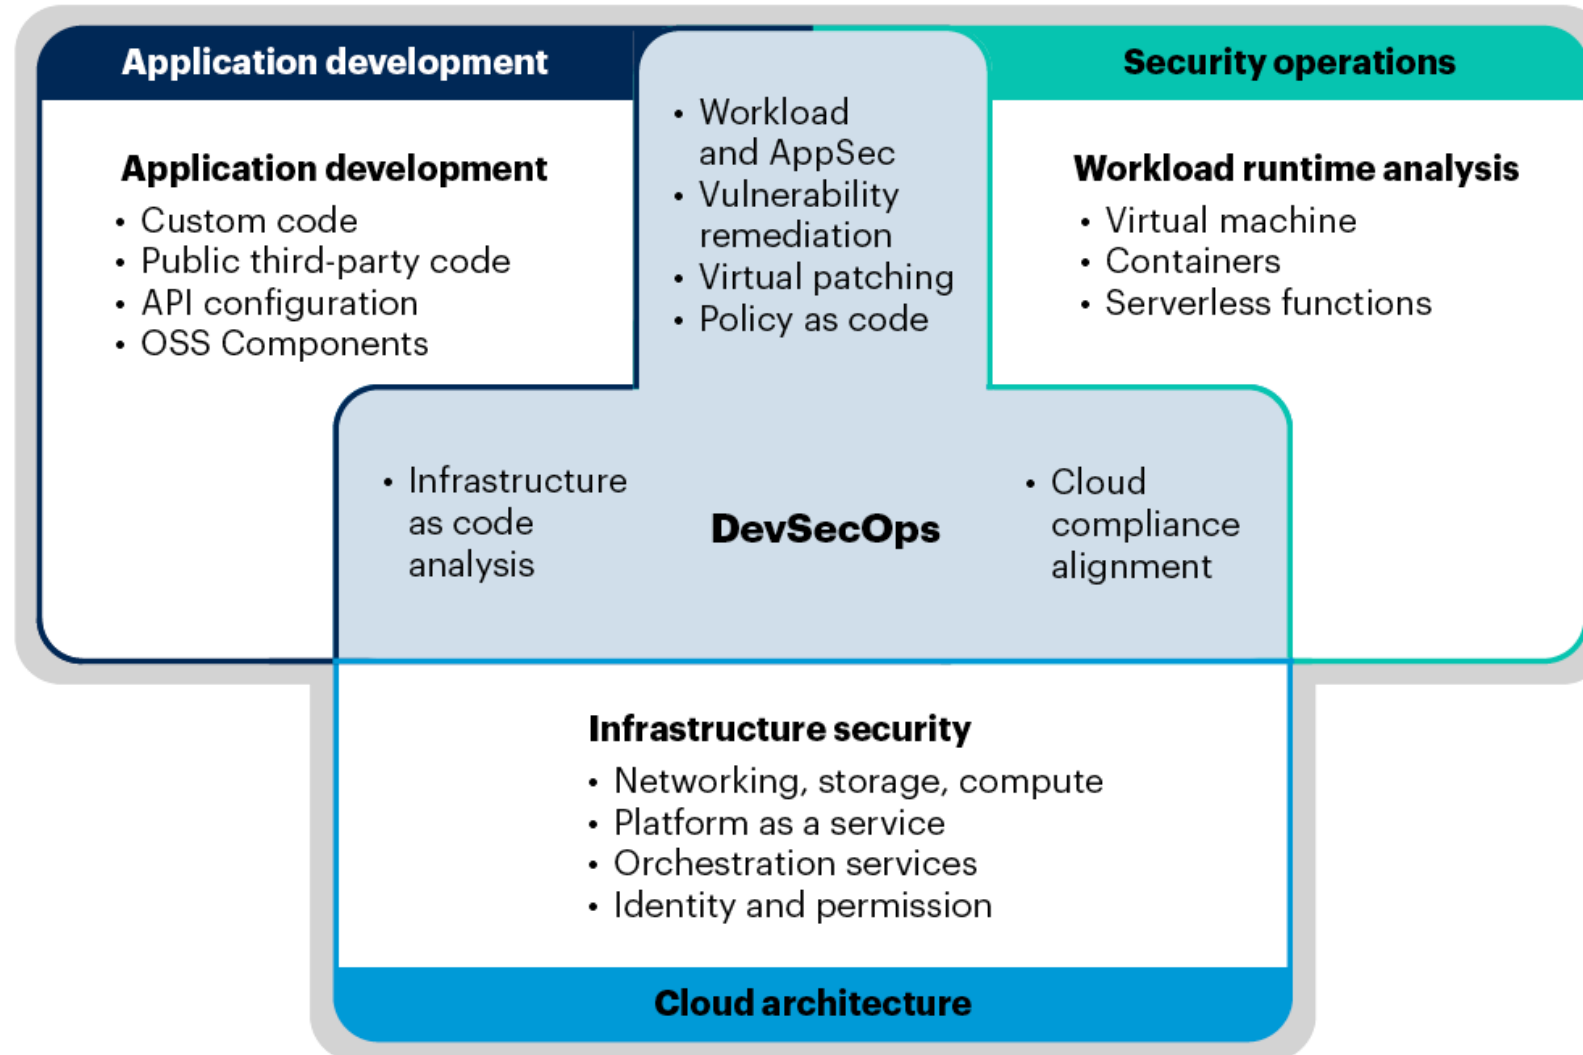 Application development
Security operations
Application development
• Custom code
• Public third-party code
• API configuration
• OSS Components
• Workload
and AppSec
• Vulnerability
remediation
• Virtual patching
• Policy as code
Workload runtime analysis
• Virtual machine
• Containers
• Serverless functions
• Infrastructure
as code
analysis
DevSecOps
• Cloud
compliance
alignment
Infrastructure security
• Networking, storage, compute
• Platform as a service
• Orchestration services
• Identity and permission
Cloud architecture